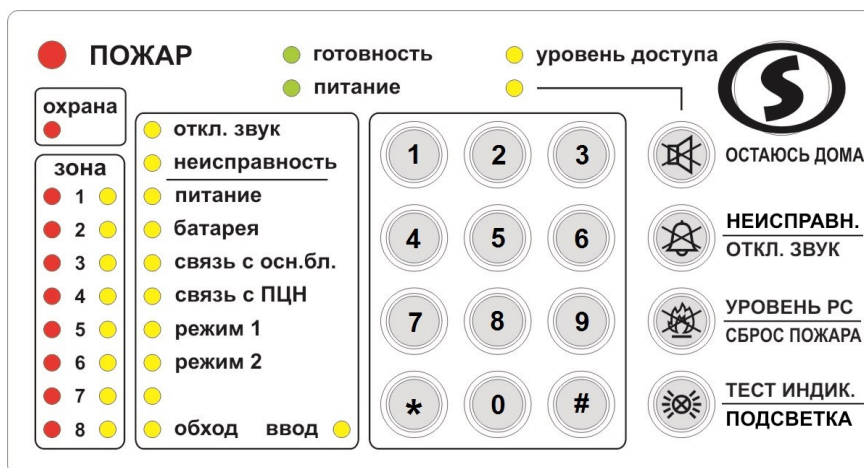 ПОЖАР
готовность
питание
уровень доступа
охрана
зона
1
2
3
4
5
6
7
8
откл. звук
неисправность
питание
батарея
связь с осн.бл.
связь с ПЦН
режим 1
режим 2
обход ввод
1 2 3
4 5 6
7 8 9
* 0 #
S
ОСТАЮСЬ ДОМА
НЕИСПРАВН.
ОТКЛ. ЗВУК
УРОВЕНЬ РС
СБРОС ПОЖАРА
ТЕСТ ИНДИК.
ПОДСВЕТКА